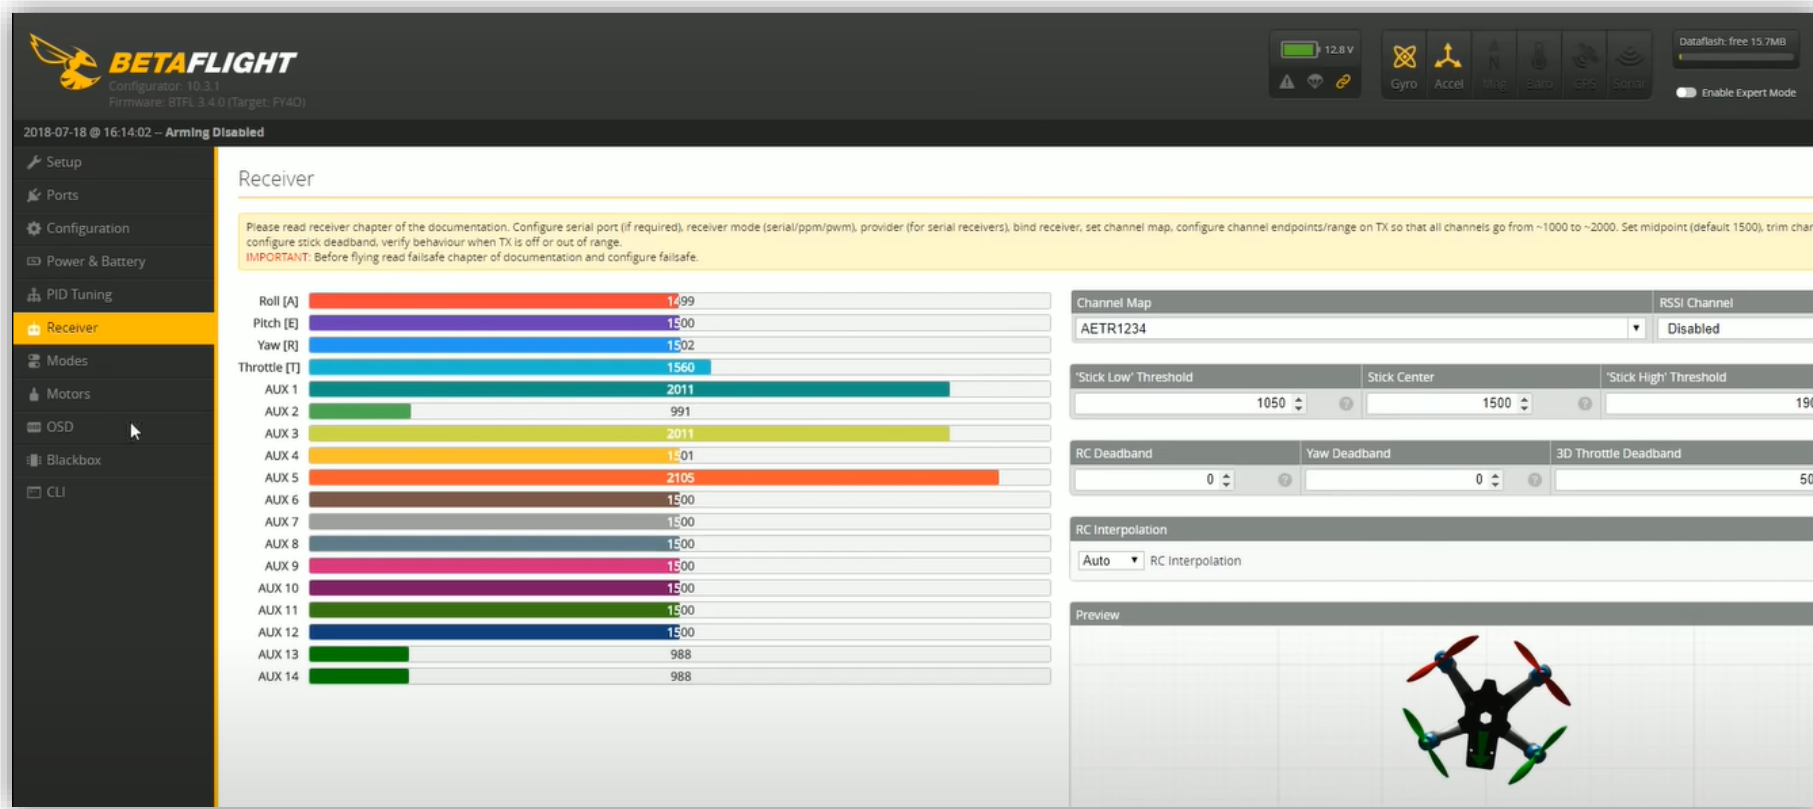 BETAFLIGHT
Configurator: 10.3.1
Firmware: BTFL 3.4.0 (Target: FY4O)
12.8 V
Gyro
Accel
Mag
Baro
GPS
Sonar
Dataflash: free 15.7MB
Enable Expert Mode
2018-07-18 @ 16:14:02 -- Arming Disabled
Setup
Ports
Configuration
Power & Battery
PID Tuning
Receiver
Modes
Motors
OSD
Blackbox
CLI
Receiver
Please read receiver chapter of the documentation. Configure serial port (if required), receiver mode (serial/ppm/pwm), provider (for serial receivers), bind receiver, set channel map, configure channel endpoints/range on TX so that all channels go from ~1000 to ~2000. Set midpoint (default 1500), trim char
configure stick deadband, verify behaviour when TX is off or out of range.
IMPORTANT: Before flying read failsafe chapter of documentation and configure failsafe.
Roll [A] 1499
Pitch [E] 1500
Yaw [R] 1502
Throttle [T] 1560
AUX 1 2011
AUX 2 991
AUX 3 2011
AUX 4 1501
AUX 5 2105
AUX 6 1500
AUX 7 1500
AUX 8 1500
AUX 9 1500
AUX 10 1500
AUX 11 1500
AUX 12 1500
AUX 13 988
AUX 14 988
Channel Map RSSI Channel
AETR1234 Disabled
'Stick Low' Threshold Stick Center 'Stick High' Threshold
1050 1500 190
RC Deadband Yaw Deadband 3D Throttle Deadband
0 0 50
RC Interpolation
Auto RC Interpolation
Preview